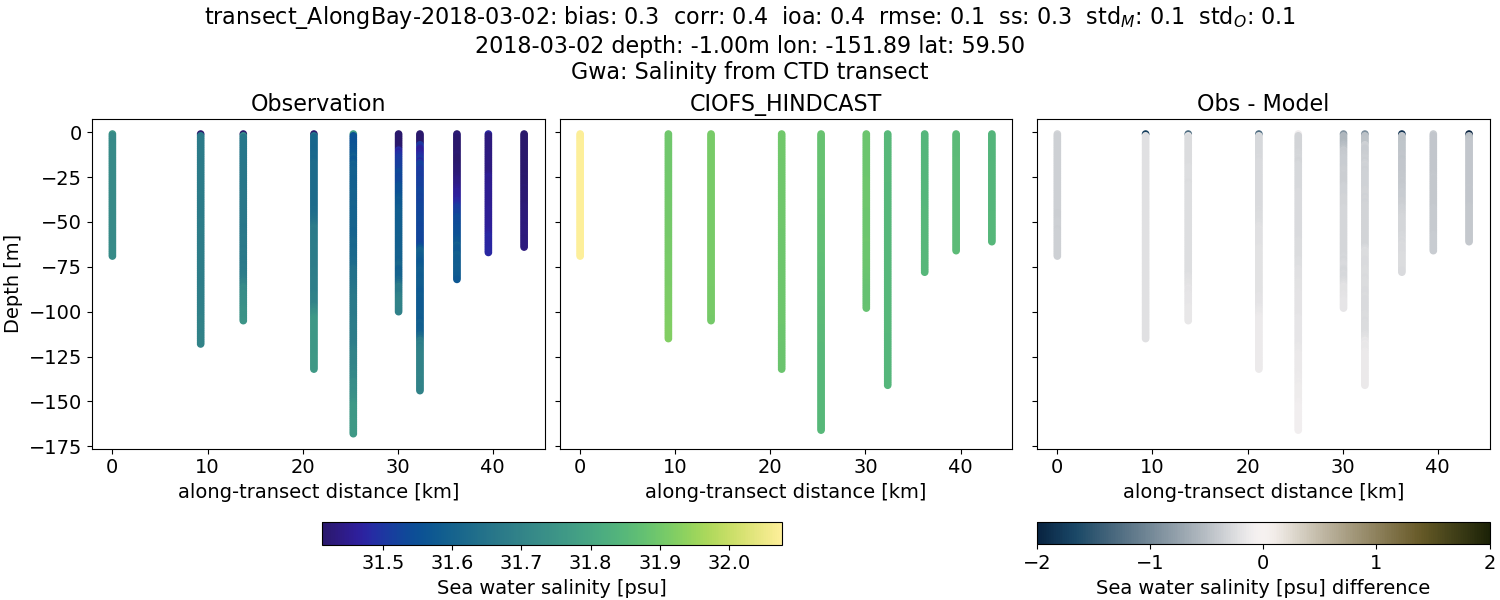 transect_AlongBay-2018-03-02: bias: 0.3 corr: 0.4 ioa: 0.4 rmse: 0.1 ss: 0.3 std_M: 0.1 std_O: 0.1
2018-03-02 depth: -1.00m lon: -151.89 lat: 59.50
Gwa: Salinity from CTD transect
Observation CIOFS_HINDCAST Obs - Model
Depth [m]
0
−25
−50
−75
−100
−125
−150
−175
0 10 20 30 40 0 10 20 30 40 0 10 20 30 40
along-transect distance [km] along-transect distance [km] along-transect distance [km]
31.5 31.6 31.7 31.8 31.9 32.0 −2 −1 0 1 2
Sea water salinity [psu] Sea water salinity [psu] difference